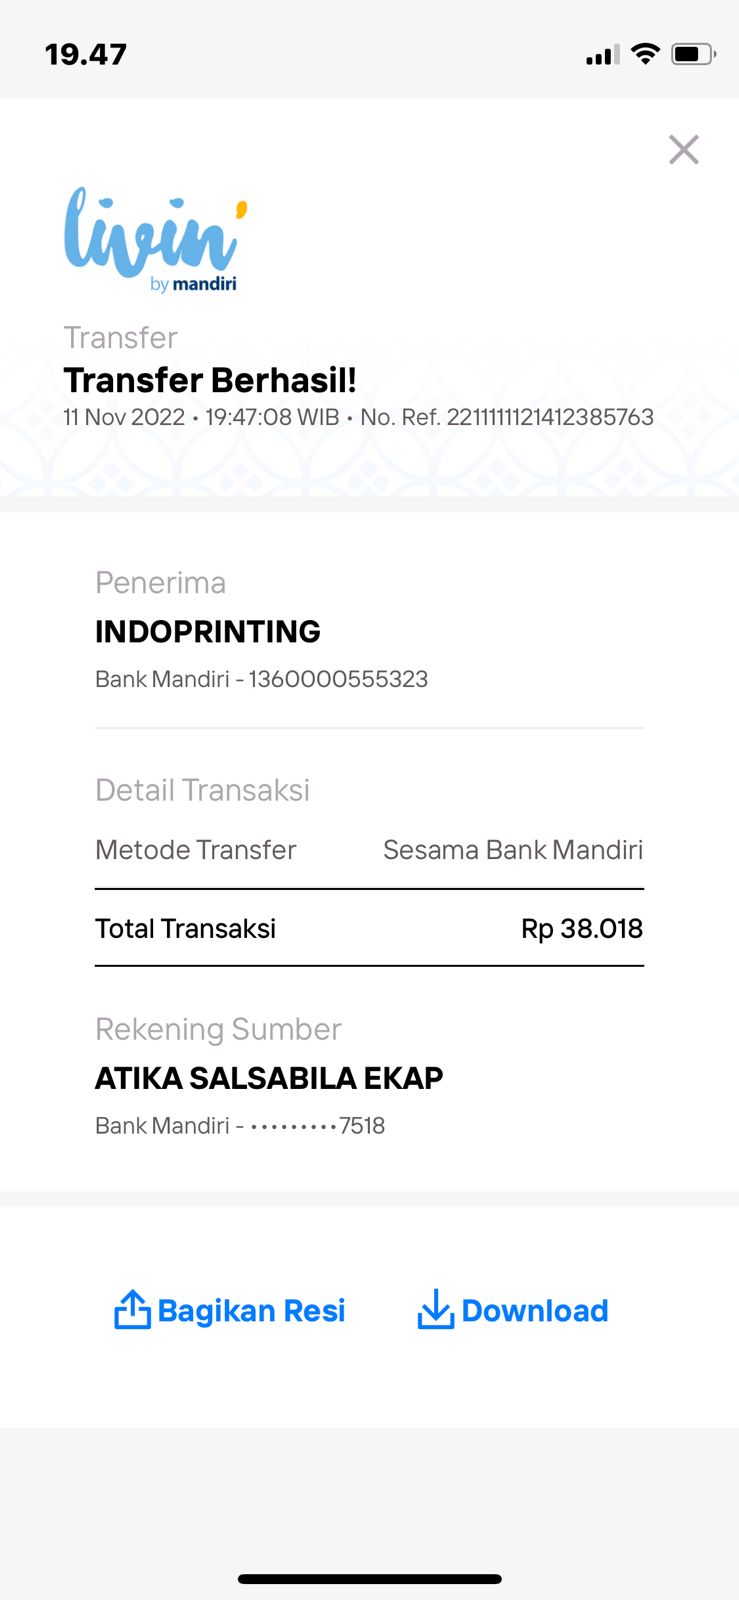 19.47
livin'
by mandiri
Transfer
Transfer Berhasil!
11 Nov 2022 • 19:47:08 WIB • No. Ref. 2211111121412385763
Penerima
INDOPRINTING
Bank Mandiri - 1360000555323
Detail Transaksi
Metode Transfer Sesama Bank Mandiri
Total Transaksi Rp 38.018
Rekening Sumber
ATIKA SALSABILA EKAP
Bank Mandiri - •••••••••7518
Bagikan Resi Download